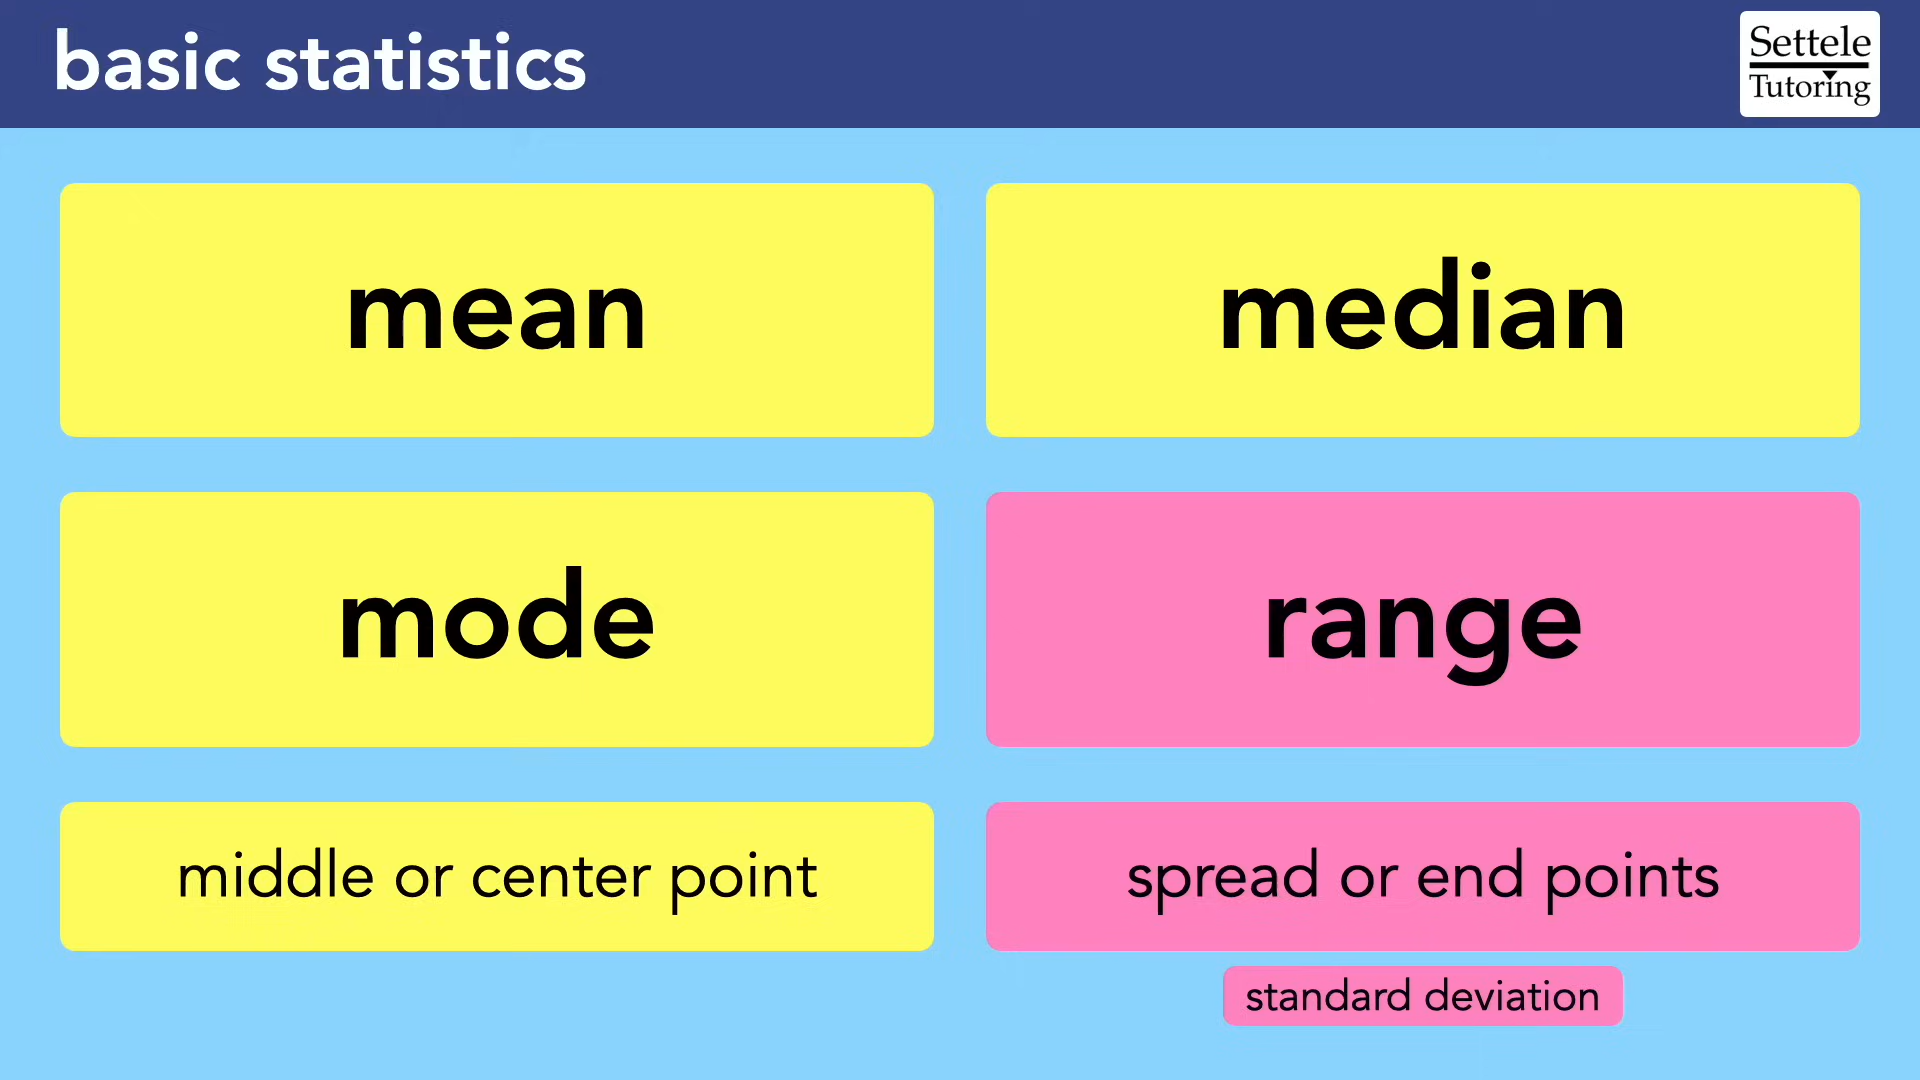 basic statistics
Settele
Tutoring
mean
median
mode
range
middle or center point
spread or end points
standard deviation